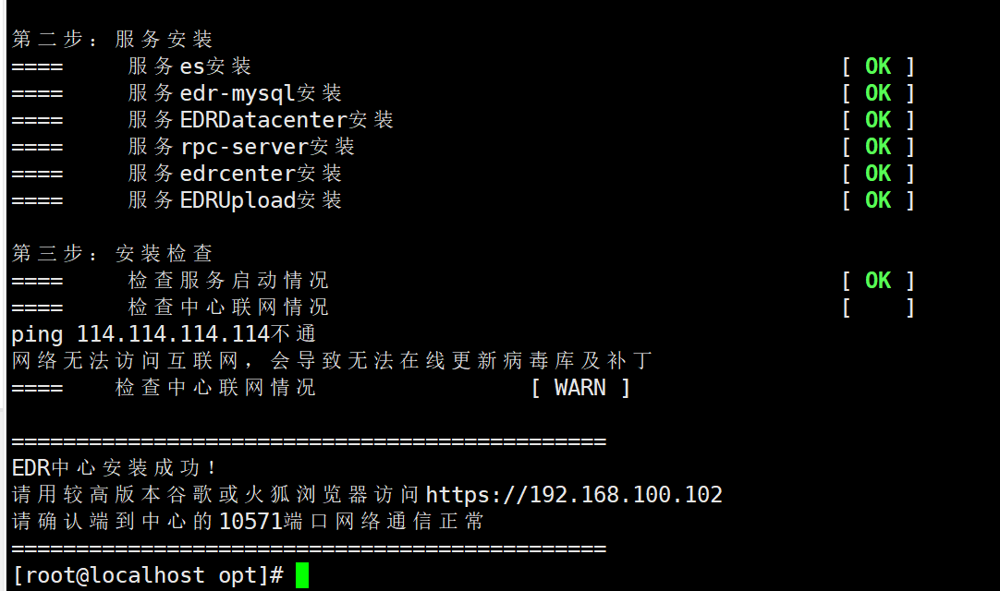 第二步：服务安装
==== 服务es安装 [ OK ]
==== 服务edr-mysql安装 [ OK ]
==== 服务EDRDatacenter安装 [ OK ]
==== 服务rpc-server安装 [ OK ]
==== 服务edrcenter安装 [ OK ]
==== 服务EDRUpload安装 [ OK ]
第三步：安装检查
==== 检查服务启动情况 [ OK ]
==== 检查中心联网情况 [ ]
ping 114.114.114.114不通
网络无法访问互联网，会导致无法在线更新病毒库及补丁
==== 检查中心联网情况 [ WARN ]
==============================================
EDR中心安装成功！
请用较高版本谷歌或火狐浏览器访问https://192.168.100.102
请确认端到中心的10571端口网络通信正常
==============================================
[root@localhost opt]#